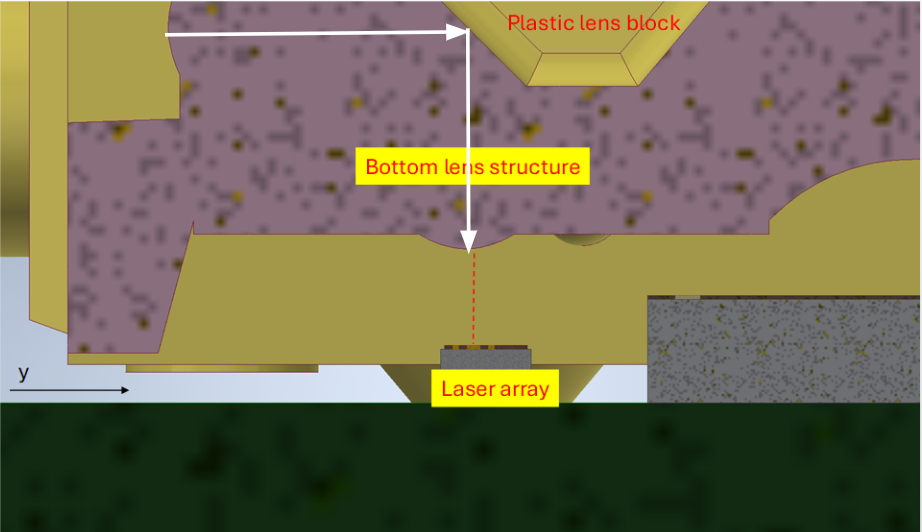 Plastic lens block
Bottom lens structure
y
Laser array